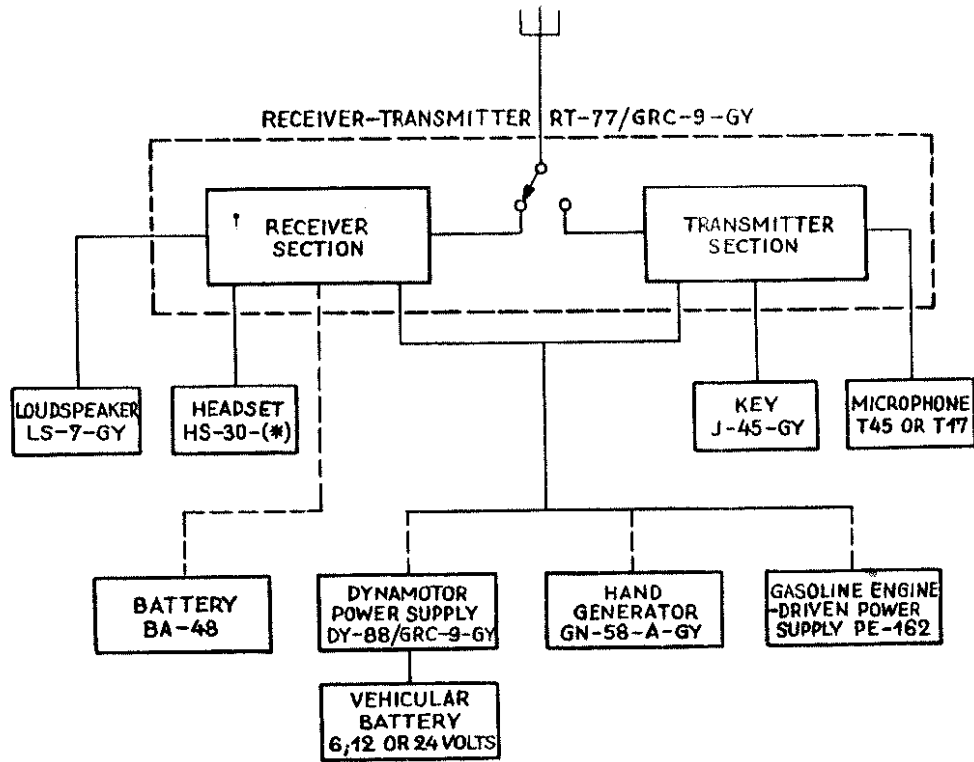 RECEIVER-TRANSMITTER RT-77/GRC-9-GY
RECEIVER
SECTION
TRANSMITTER
SECTION
LOUDSPEAKER
LS-7-GY
HEADSET
HS-30-(*)
KEY
J-45-GY
MICROPHONE
T45 OR T17
BATTERY
BA-48
DYNAMOTOR
POWER SUPPLY
DY-88/GRC-9-GY
HAND
GENERATOR
GN-58-A-GY
GASOLINE ENGINE
-DRIVEN POWER
SUPPLY PE-162
VEHICULAR
BATTERY
6,12 OR 24 VOLTS